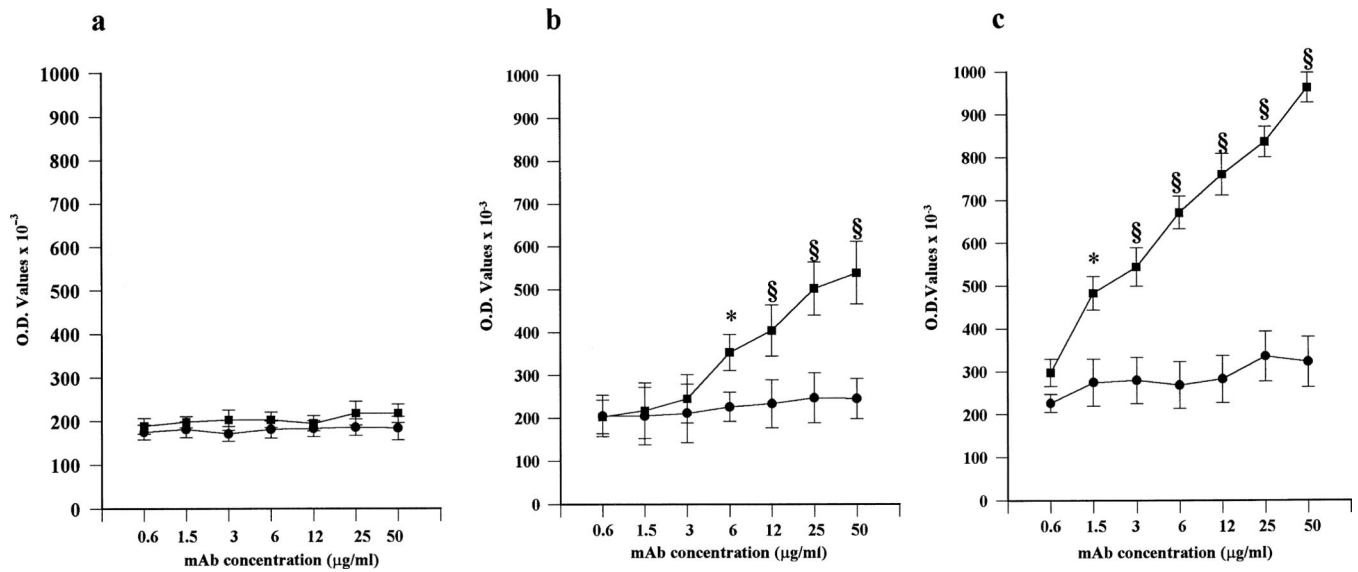 a
O.D. Values x 10⁻³
1000
900
800
700
600
500
400
300
200
100
0
0.6 1.5 3 6 12 25 50
mAb concentration (µg/ml)
b
O.D. Values x 10⁻³
1000
900
800
700
600
500
400
300
200
100
0
* § § §
0.6 1.5 3 6 12 25 50
mAb concentration (µg/ml)
c
O.D.Values x 10⁻³
1000
900
800
700
600
500
400
300
200
100
0
* § § § § §
0.6 1.5 3 6 12 25 50
mAb concentration (µg/ml)